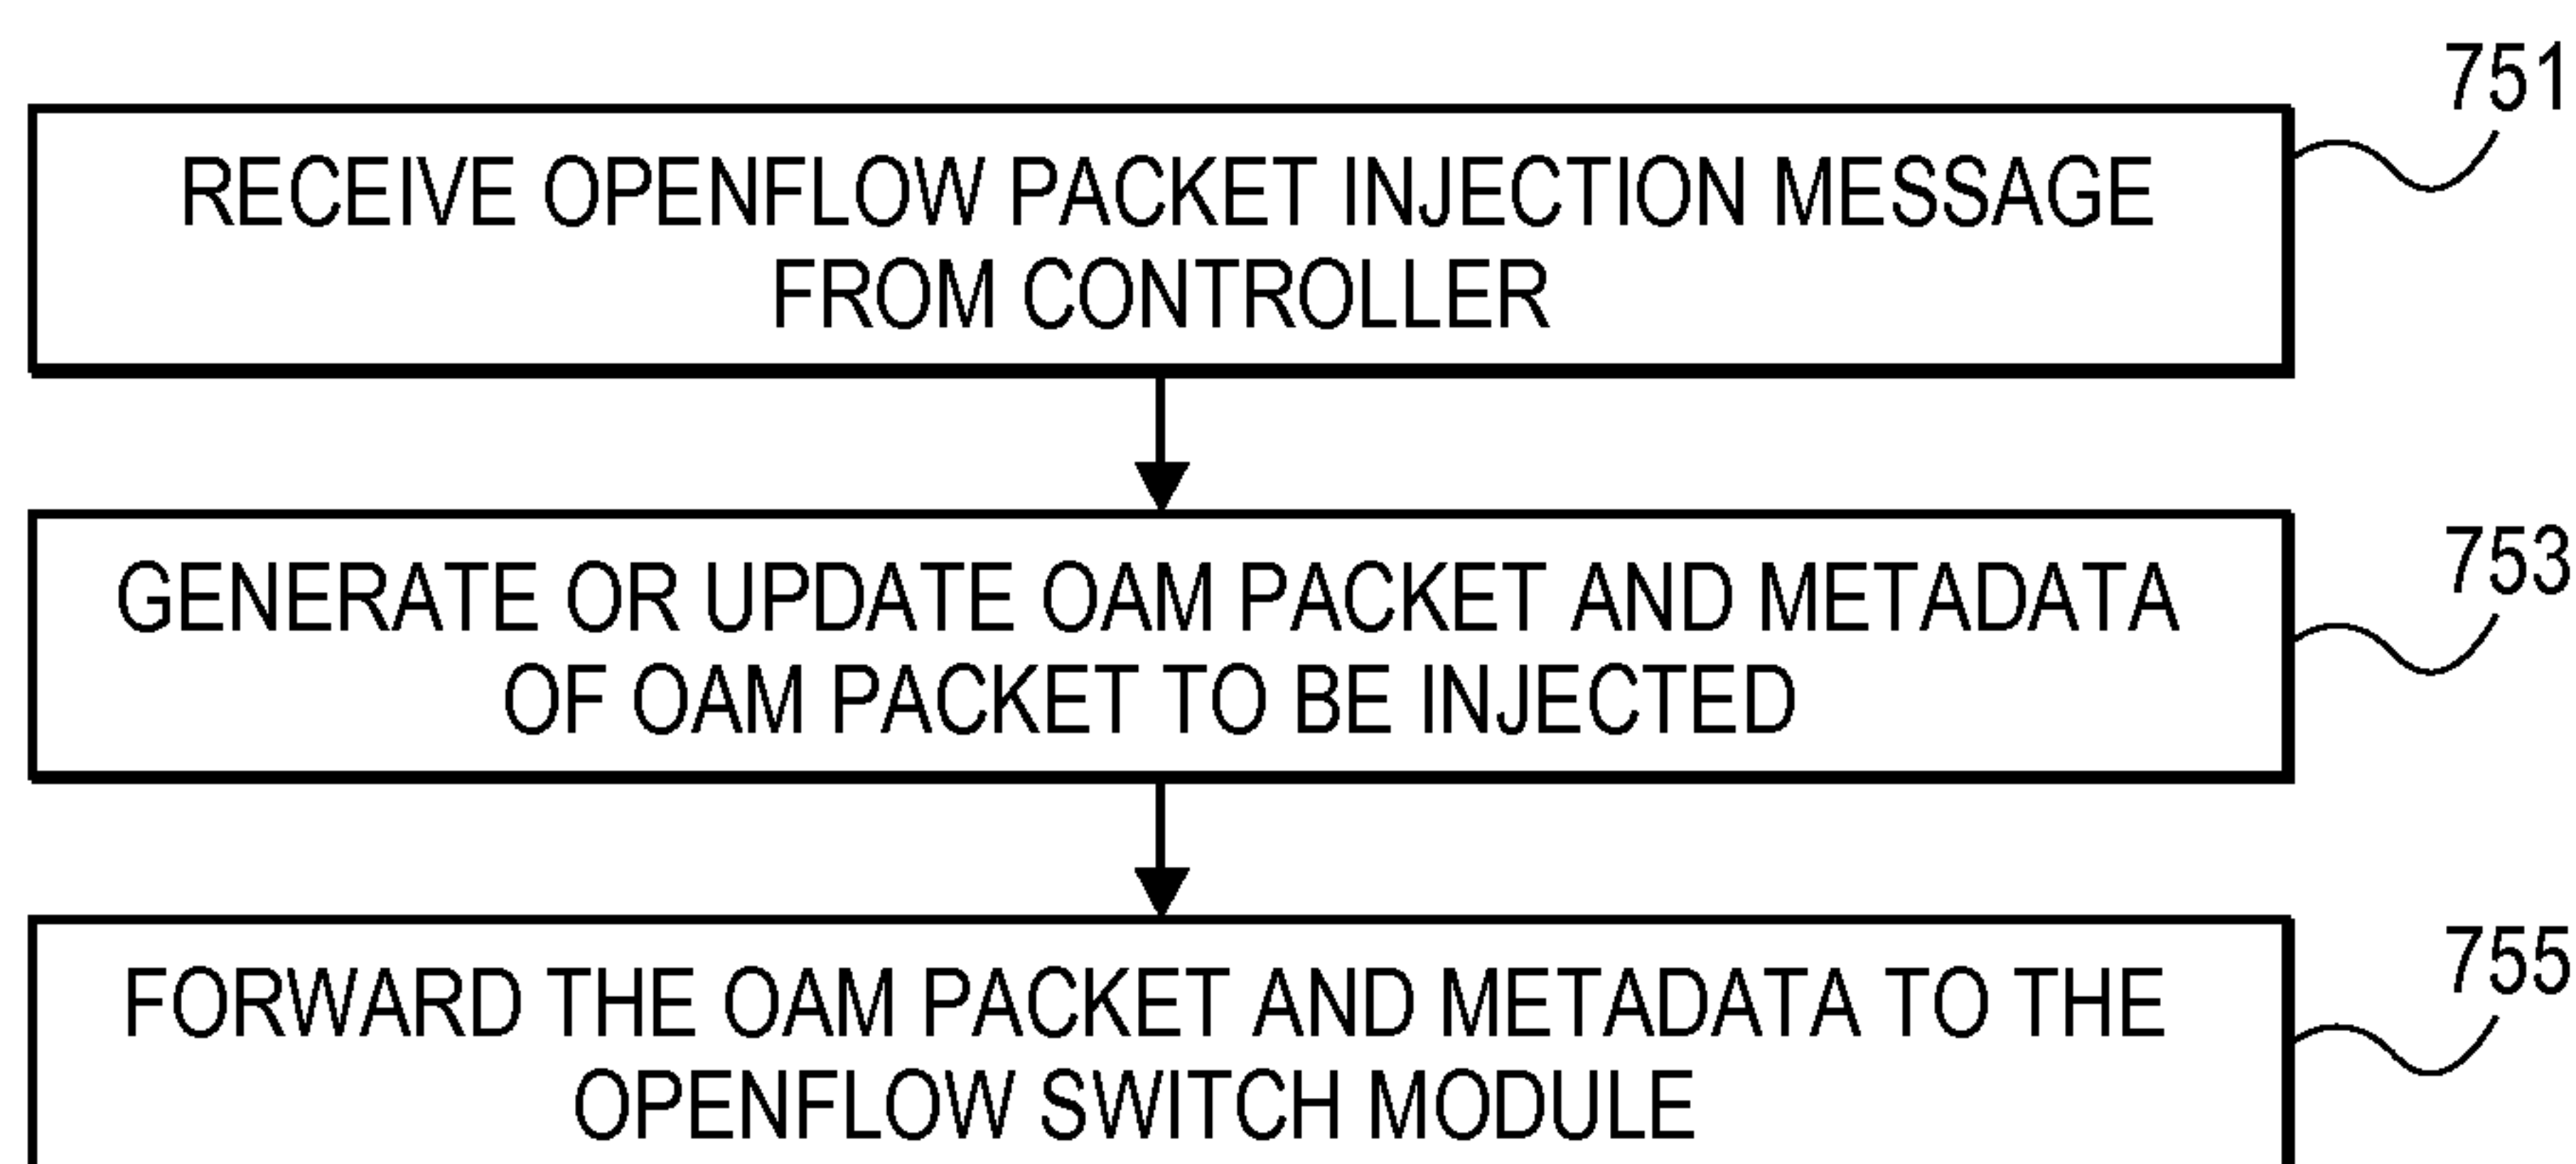 751
RECEIVE OPENFLOW PACKET INJECTION MESSAGE
FROM CONTROLLER
753
GENERATE OR UPDATE OAM PACKET AND METADATA
OF OAM PACKET TO BE INJECTED
755
FORWARD THE OAM PACKET AND METADATA TO THE
OPENFLOW SWITCH MODULE